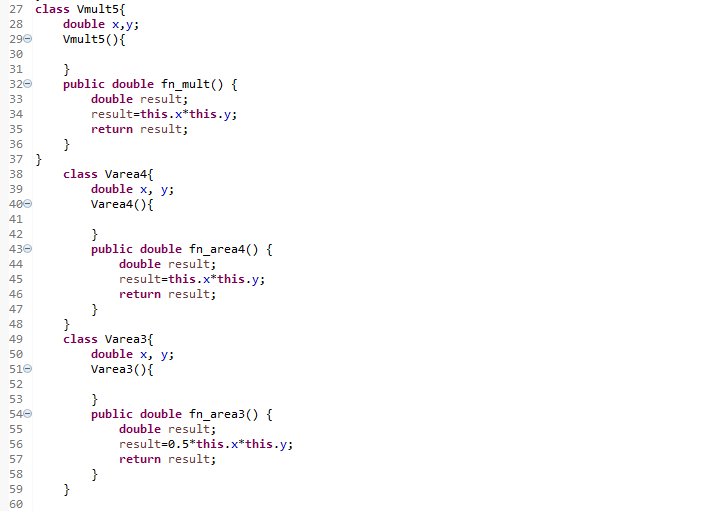 27 class Vmult5{
28     double x,y;
29     Vmult5(){
30
31     }
32     public double fn_mult() {
33         double result;
34         result=this.x*this.y;
35         return result;
36     }
37 }
38     class Varea4{
39         double x, y;
40         Varea4(){
41
42         }
43         public double fn_area4() {
44             double result;
45             result=this.x*this.y;
46             return result;
47         }
48     }
49     class Varea3{
50         double x, y;
51         Varea3(){
52
53         }
54         public double fn_area3() {
55             double result;
56             result=0.5*this.x*this.y;
57             return result;
58         }
59     }
60